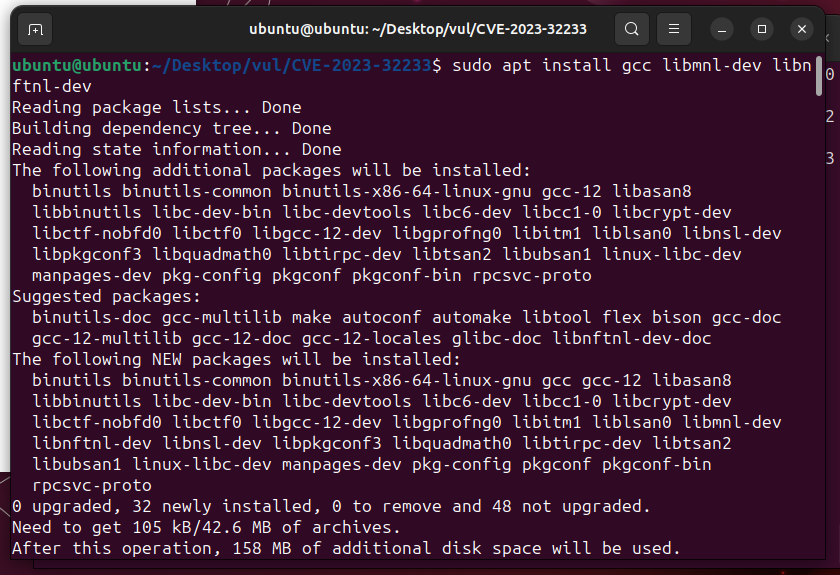 ubuntu@ubuntu: ~/Desktop/vul/CVE-2023-32233
ubuntu@ubuntu:~/Desktop/vul/CVE-2023-32233$ sudo apt install gcc libmnl-dev libn
ftnl-dev
Reading package lists... Done
Building dependency tree... Done
Reading state information... Done
The following additional packages will be installed:
  binutils binutils-common binutils-x86-64-linux-gnu gcc-12 libasan8
  libbinutils libc-dev-bin libc-devtools libc6-dev libcc1-0 libcrypt-dev
  libctf-nobfd0 libctf0 libgcc-12-dev libgprofng0 libitm1 liblsan0 libnsl-dev
  libpkgconf3 libquadmath0 libtirpc-dev libtsan2 libubsan1 linux-libc-dev
  manpages-dev pkg-config pkgconf pkgconf-bin rpcsvc-proto
Suggested packages:
  binutils-doc gcc-multilib make autoconf automake libtool flex bison gcc-doc
  gcc-12-multilib gcc-12-doc gcc-12-locales glibc-doc libnftnl-dev-doc
The following NEW packages will be installed:
  binutils binutils-common binutils-x86-64-linux-gnu gcc gcc-12 libasan8
  libbinutils libc-dev-bin libc-devtools libc6-dev libcc1-0 libcrypt-dev
  libctf-nobfd0 libctf0 libgcc-12-dev libgprofng0 libitm1 liblsan0 libmnl-dev
  libnftnl-dev libnsl-dev libpkgconf3 libquadmath0 libtirpc-dev libtsan2
  libubsan1 linux-libc-dev manpages-dev pkg-config pkgconf pkgconf-bin
  rpcsvc-proto
0 upgraded, 32 newly installed, 0 to remove and 48 not upgraded.
Need to get 105 kB/42.6 MB of archives.
After this operation, 158 MB of additional disk space will be used.
0
2
3